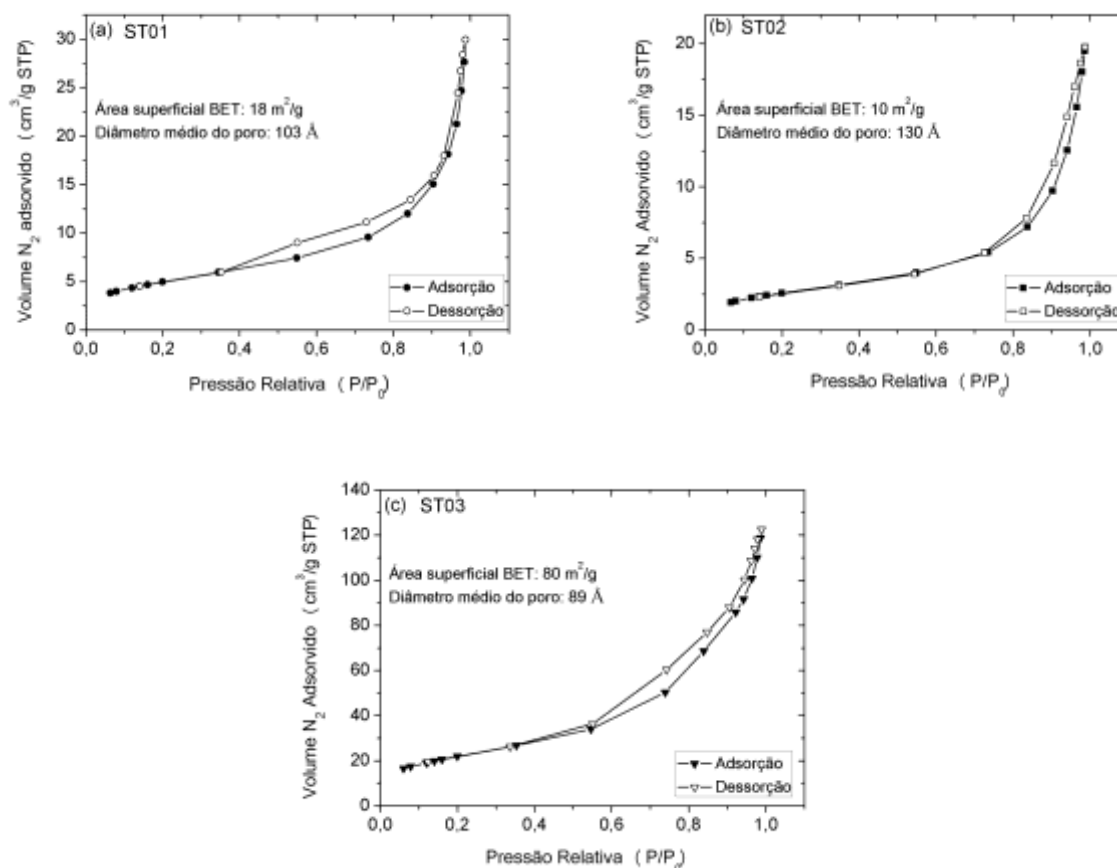 (a) ST01
Área superficial BET: 18 m²/g
Diâmetro médio do poro: 103 Å
Volume N₂ adsorvido ( cm³/g STP)
30
25
20
15
10
5
0
0,0 0,2 0,4 0,6 0,8 1,0
Adsorção
Dessorção
Pressão Relativa ( P/P₀)
(b) ST02
Área superficial BET: 10 m²/g
Diâmetro médio do poro: 130 Å
Volume N₂ Adsorvido ( cm³/g STP)
20
15
10
5
0
0,0 0,2 0,4 0,6 0,8 1,0
Adsorção
Dessorção
Pressão Relativa ( P/P₀)
(c) ST03
Área superficial BET: 80 m²/g
Diâmetro médio do poro: 89 Å
Volume N₂ Adsorvido ( cm³/g STP)
140
120
100
80
60
40
20
0
0,0 0,2 0,4 0,6 0,8 1,0
Adsorção
Dessorção
Pressão Relativa ( P/P₀)